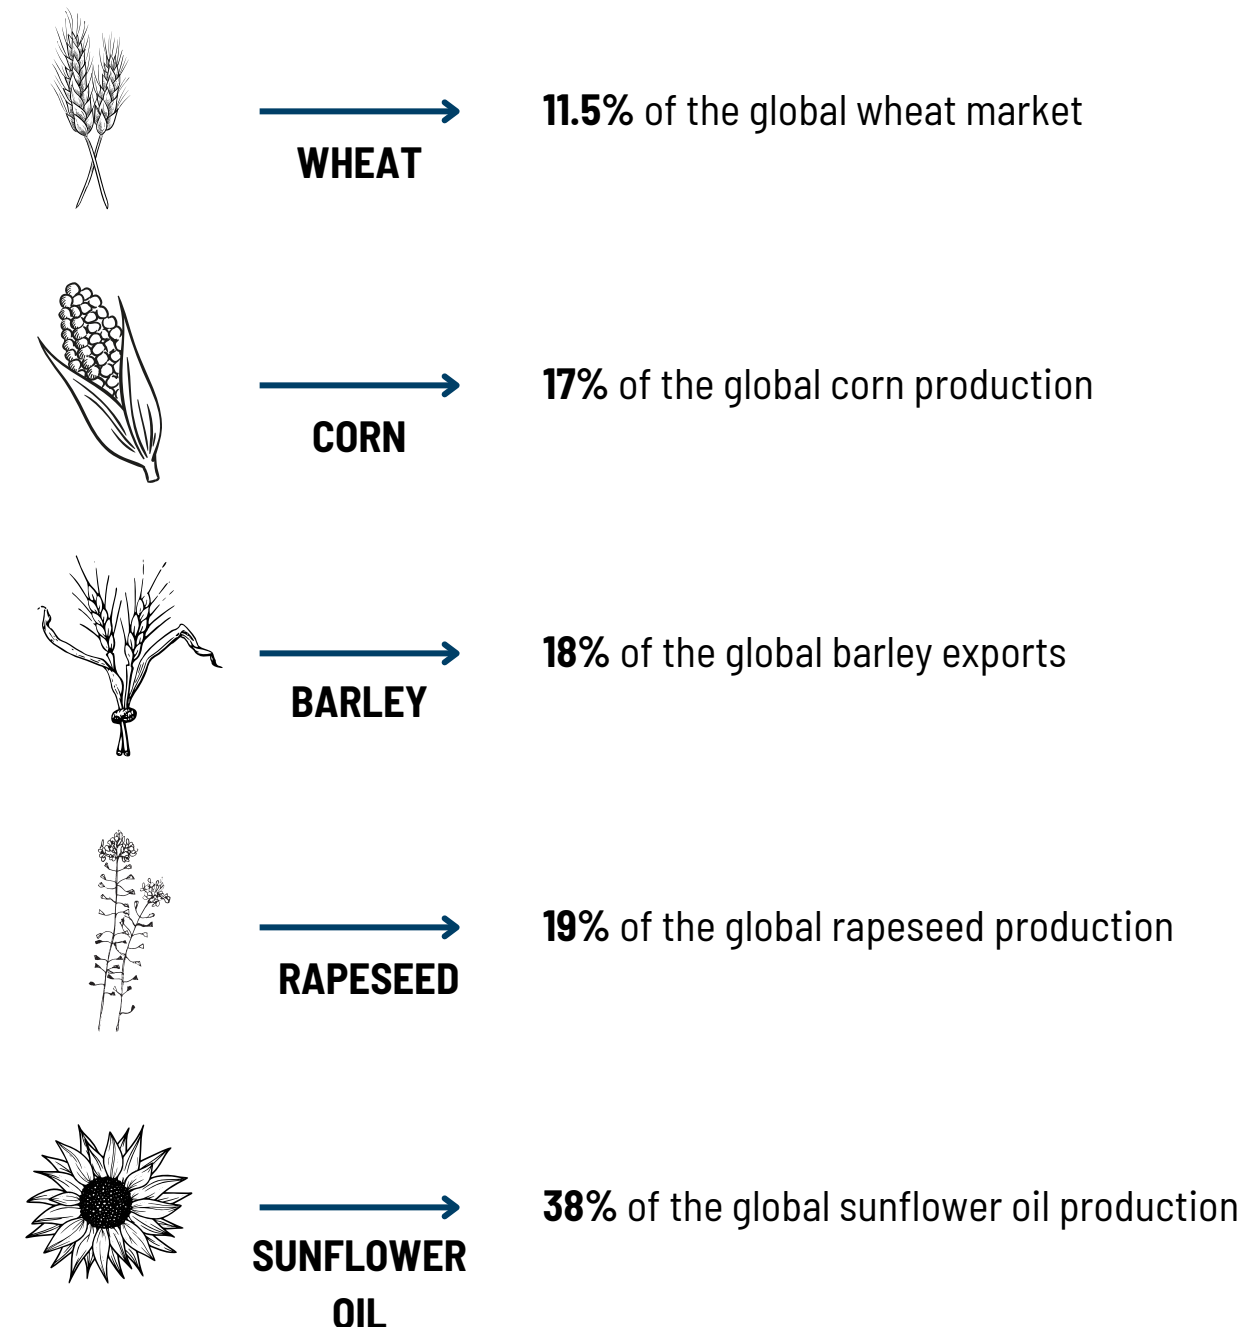 11.5% of the global wheat market
WHEAT
17% of the global corn production
CORN
18% of the global barley exports
BARLEY
19% of the global rapeseed production
RAPESEED
38% of the global sunflower oil production
SUNFLOWER
OIL